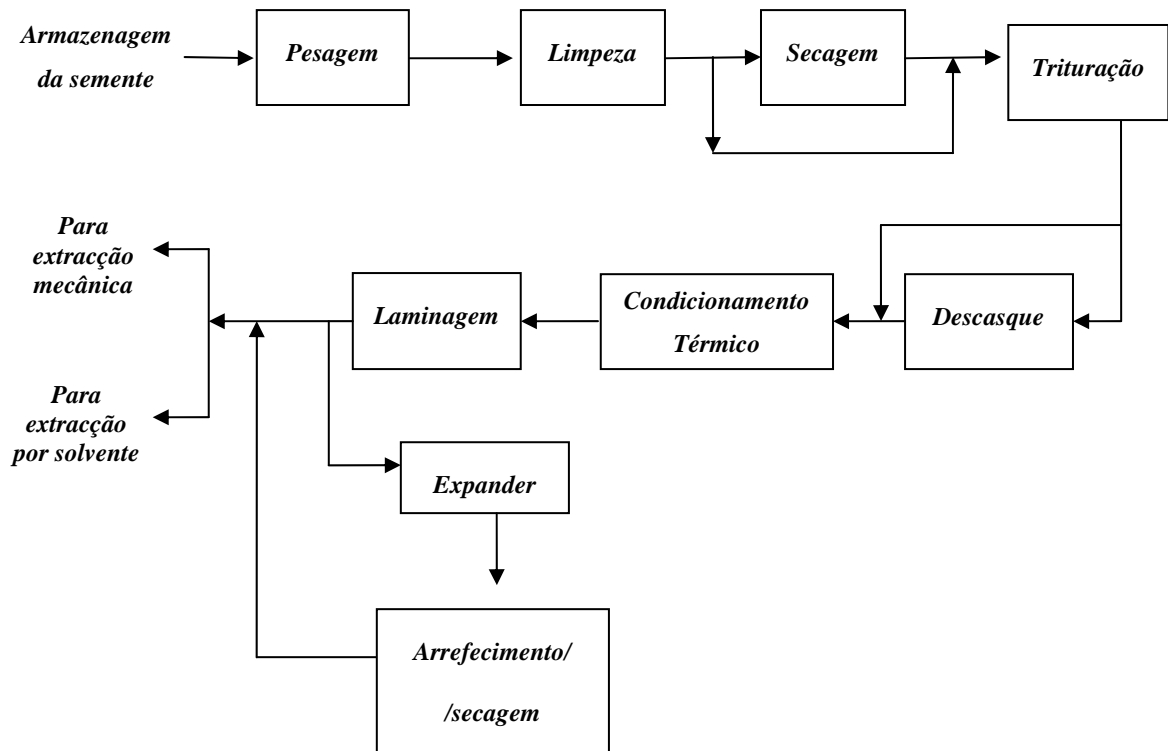 Armazenagem
da semente
Pesagem
Limpeza
Secagem
Trituração
Para
extracção
mecânica
Laminagem
Condicionamento
Térmico
Descasque
Para
extracção
por solvente
Expander
Arrefecimento/
/secagem